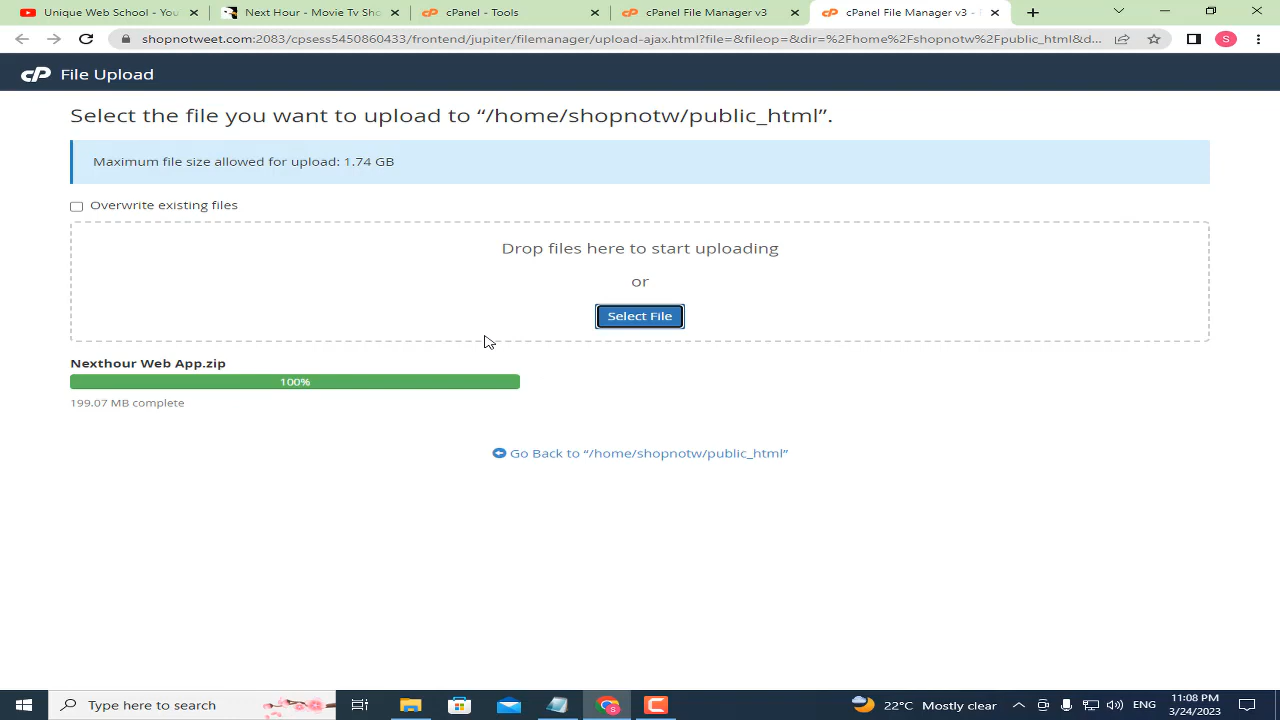 Unique Web School - You
Next Hour - Movie Tv Sho
cPanel - Tools
cPanel File Manager v3
cPanel File Manager v3 -
shopnotweet.com:2083/cpsess5450860433/frontend/jupiter/filemanager/upload-ajax.html?file=&fileop=&dir=%2Fhome%2Fshopnotw%2Fpublic_html&d...
S
cP File Upload
Select the file you want to upload to “/home/shopnotw/public_html”.
Maximum file size allowed for upload: 1.74 GB
Overwrite existing files
Drop files here to start uploading
or
Select File
Nexthour Web App.zip
100%
199.07 MB complete
Go Back to “/home/shopnotw/public_html”
Type here to search
22°C Mostly clear
ENG
11:08 PM
3/24/2023